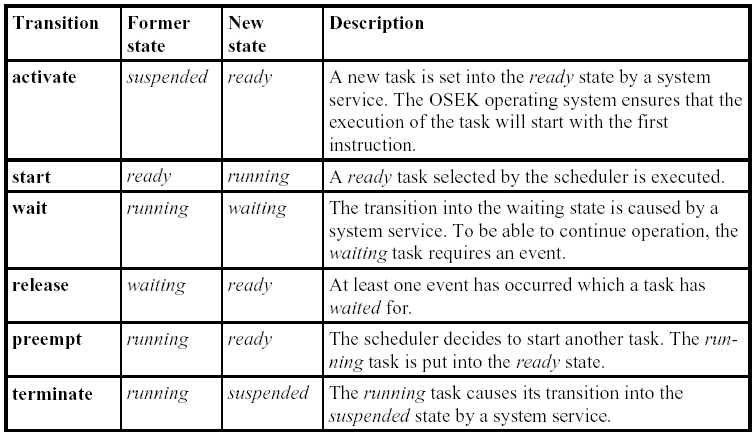 Transition Former state New state Description
activate suspended ready A new task is set into the ready state by a system
service. The OSEK operating system ensures that the
execution of the task will start with the first
instruction.
start ready running A ready task selected by the scheduler is executed.
wait running waiting The transition into the waiting state is caused by a
system service. To be able to continue operation, the
waiting task requires an event.
release waiting ready At least one event has occurred which a task has
waited for.
preempt running ready The scheduler decides to start another task. The run-
ning task is put into the ready state.
terminate running suspended The running task causes its transition into the
suspended state by a system service.